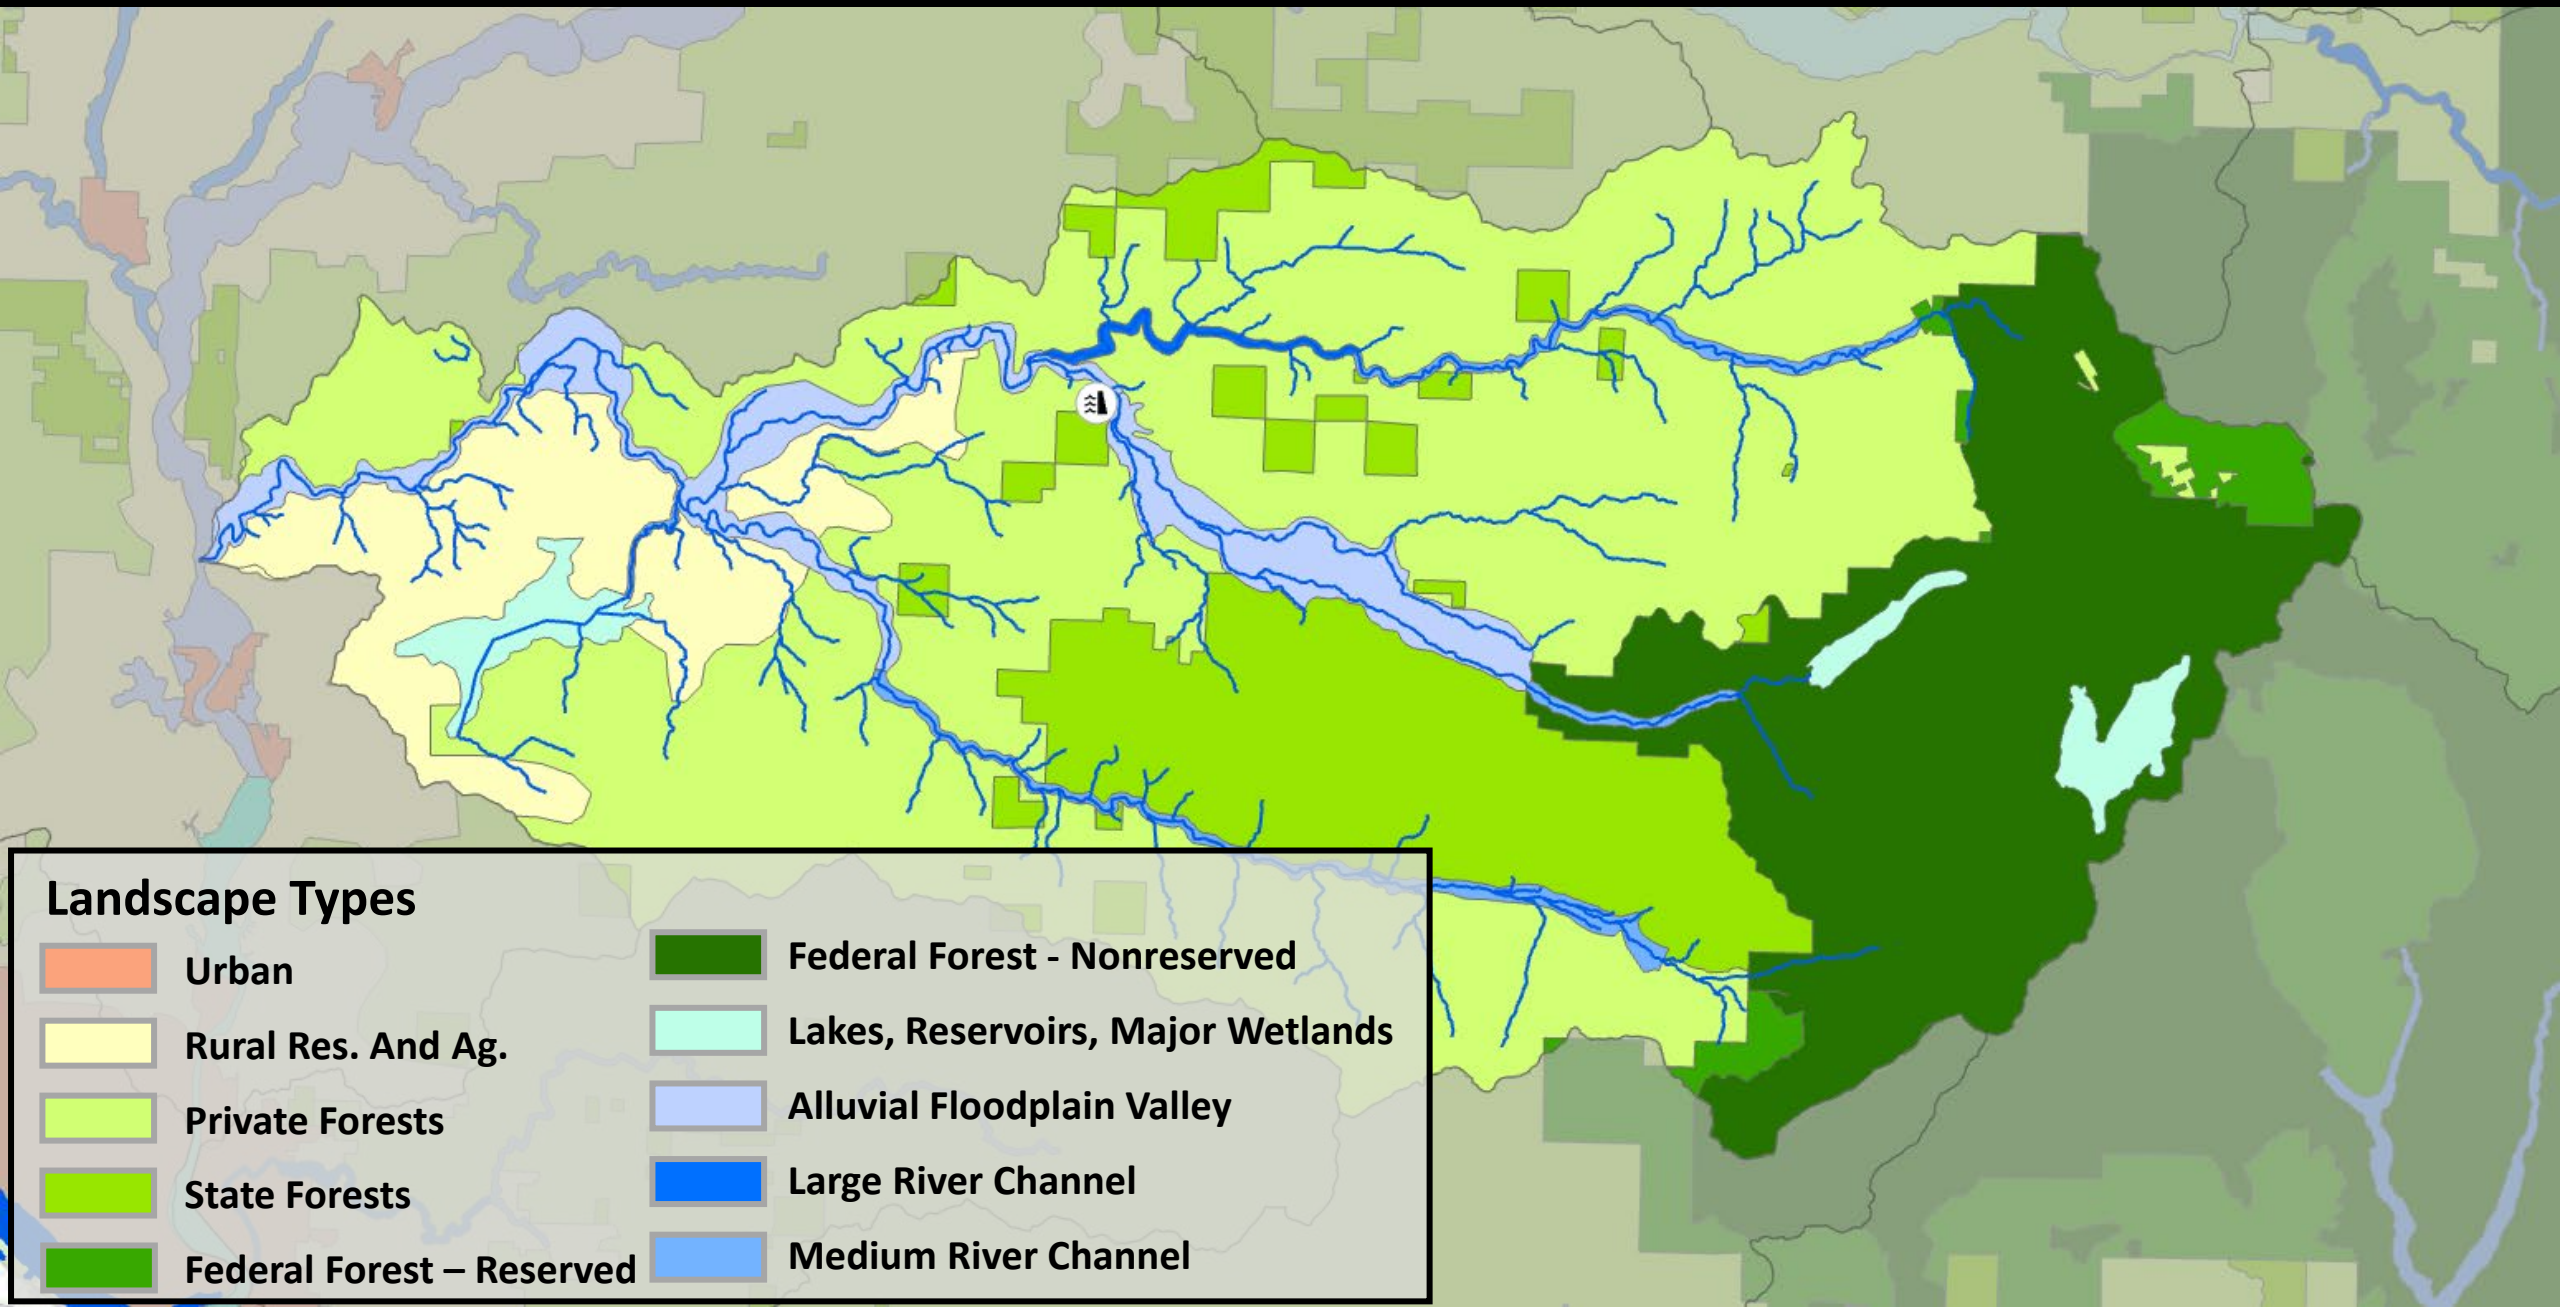 Landscape Types
Urban
Rural Res. And Ag.
Private Forests
State Forests
Federal Forest – Reserved
Federal Forest - Nonreserved
Lakes, Reservoirs, Major Wetlands
Alluvial Floodplain Valley
Large River Channel
Medium River Channel